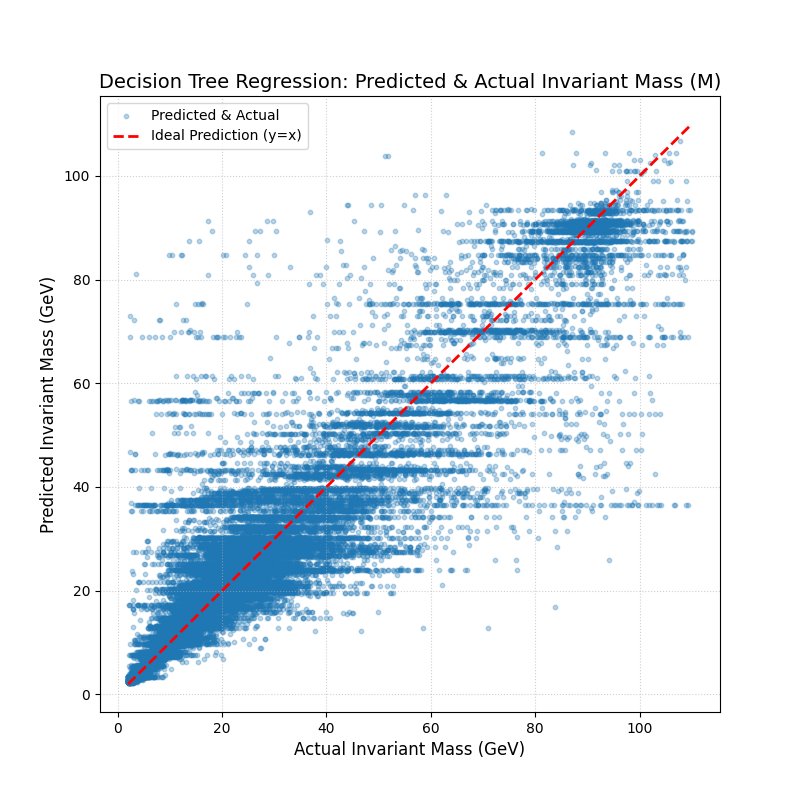 Decision Tree Regression: Predicted & Actual Invariant Mass (M)
Predicted & Actual
Ideal Prediction (y=x)
Predicted Invariant Mass (GeV)
100
80
60
40
20
0
0 20 40 60 80 100
Actual Invariant Mass (GeV)